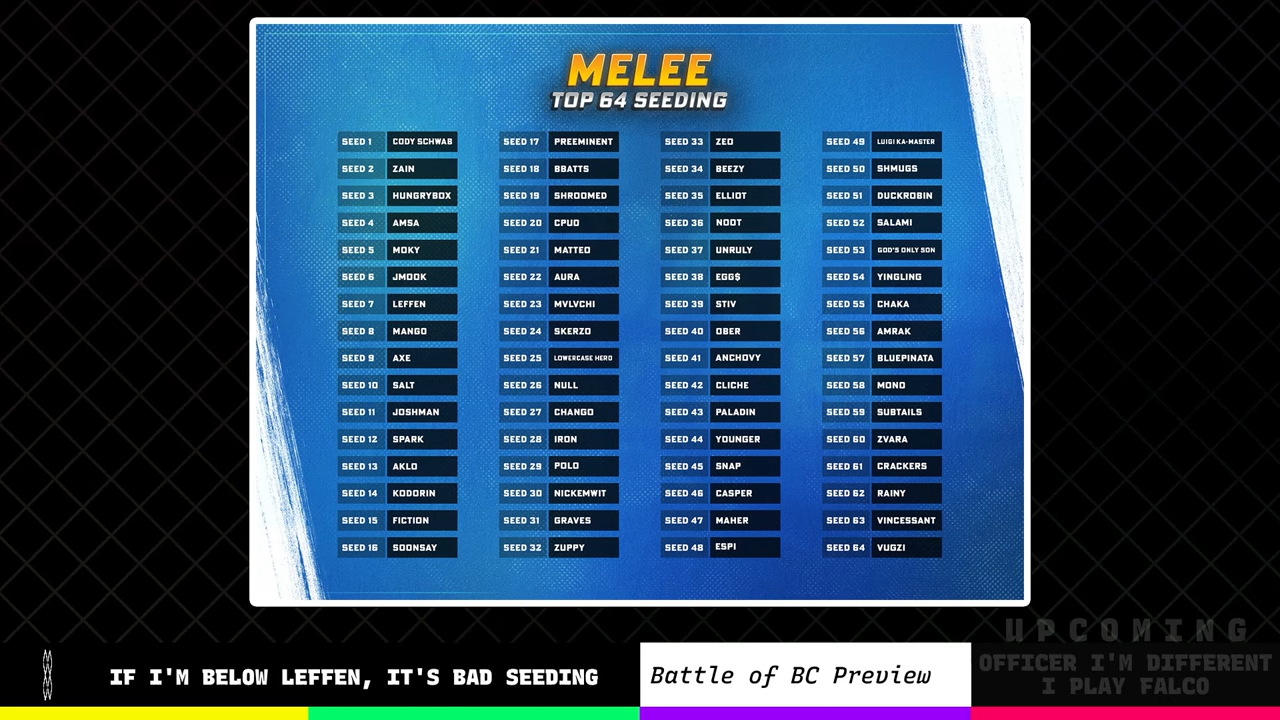 MELEE
TOP 64 SEEDING
SEED 1 CODY SCHWAB
SEED 2 ZAIN
SEED 3 HUNGRYBOX
SEED 4 AMSA
SEED 5 MOKY
SEED 6 JMOOK
SEED 7 LEFFEN
SEED 8 MANGO
SEED 9 AXE
SEED 10 SALT
SEED 11 JOSHMAN
SEED 12 SPARK
SEED 13 AKLO
SEED 14 KODORIN
SEED 15 FICTION
SEED 16 SOONSAY
SEED 17 PREEMINENT
SEED 18 BBATTS
SEED 19 SHROOMED
SEED 20 CPU0
SEED 21 MATTEO
SEED 22 AURA
SEED 23 MVLVCHI
SEED 24 SKERZO
SEED 25 LOWERCASE HERO
SEED 26 NULL
SEED 27 CHANGO
SEED 28 IRON
SEED 29 POLO
SEED 30 NICKEMWIT
SEED 31 GRAVES
SEED 32 ZUPPY
SEED 33 ZEO
SEED 34 BEEZY
SEED 35 ELLIOT
SEED 36 NOOT
SEED 37 UNRULY
SEED 38 EGG$
SEED 39 STIV
SEED 40 OBER
SEED 41 ANCHOVY
SEED 42 CLICHE
SEED 43 PALADIN
SEED 44 YOUNGER
SEED 45 SNAP
SEED 46 CASPER
SEED 47 MAHER
SEED 48 ESPI
SEED 49 LUIGI KA-MASTER
SEED 50 SHMUGS
SEED 51 DUCKROBIN
SEED 52 SALAMI
SEED 53 GOD'S ONLY SON
SEED 54 YINGLING
SEED 55 CHAKA
SEED 56 AMRAK
SEED 57 BLUEPINATA
SEED 58 MONO
SEED 59 SUBTAILS
SEED 60 ZVARA
SEED 61 CRACKERS
SEED 62 RAINY
SEED 63 VINCESSANT
SEED 64 VUGZI
IF I'M BELOW LEFFEN, IT'S BAD SEEDING
Battle of BC Preview
UPCOMING
OFFICER I'M DIFFERENT
I PLAY FALCO